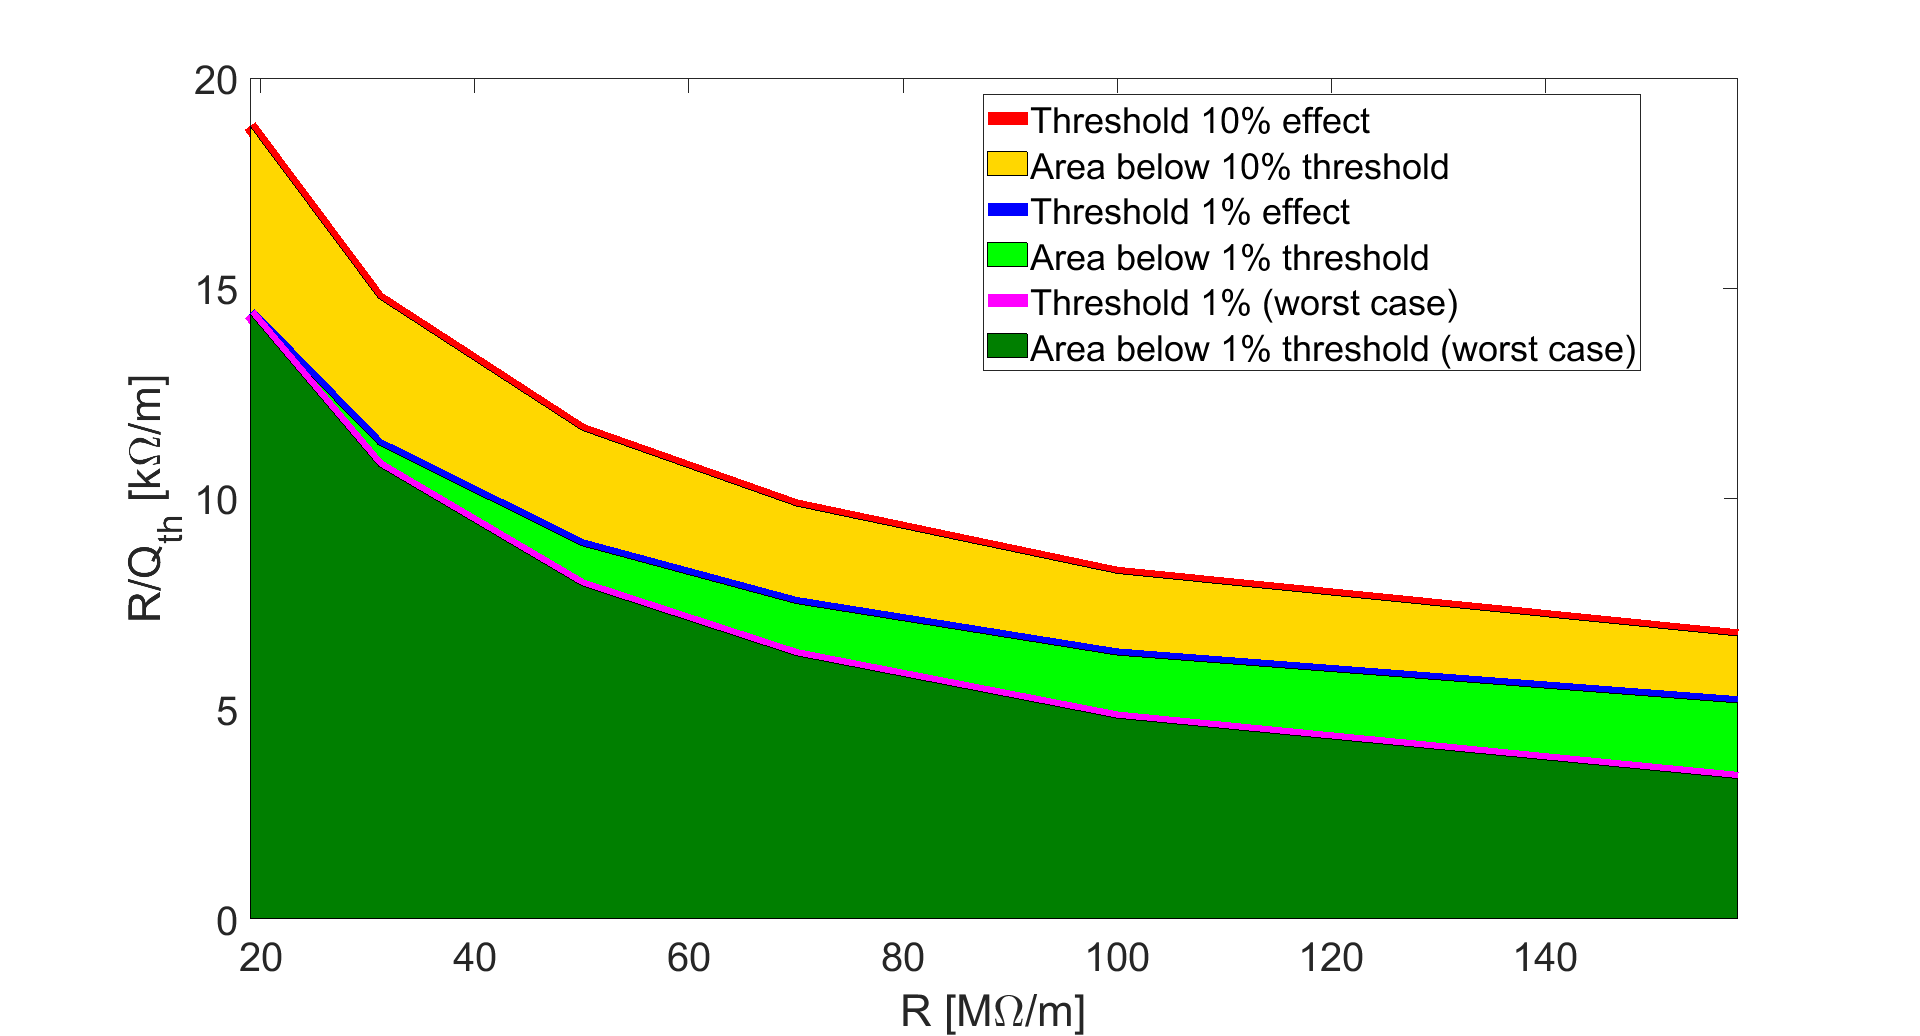 20
15
10
5
0
R/Qth [kΩ/m]
Threshold 10% effect
Area below 10% threshold
Threshold 1% effect
Area below 1% threshold
Threshold 1% (worst case)
Area below 1% threshold (worst case)
20 40 60 80 100 120 140
R [MΩ/m]